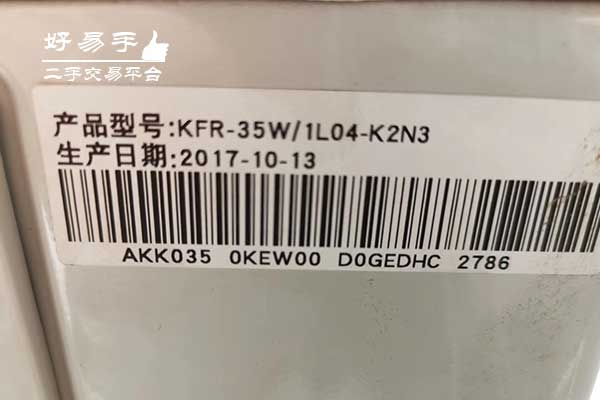 好易手
二手交易平台
产品型号:KFR-35W/1L04-K2N3
生产日期:2017-10-13
AKK035 0KEW00 D0GEDHC 2786